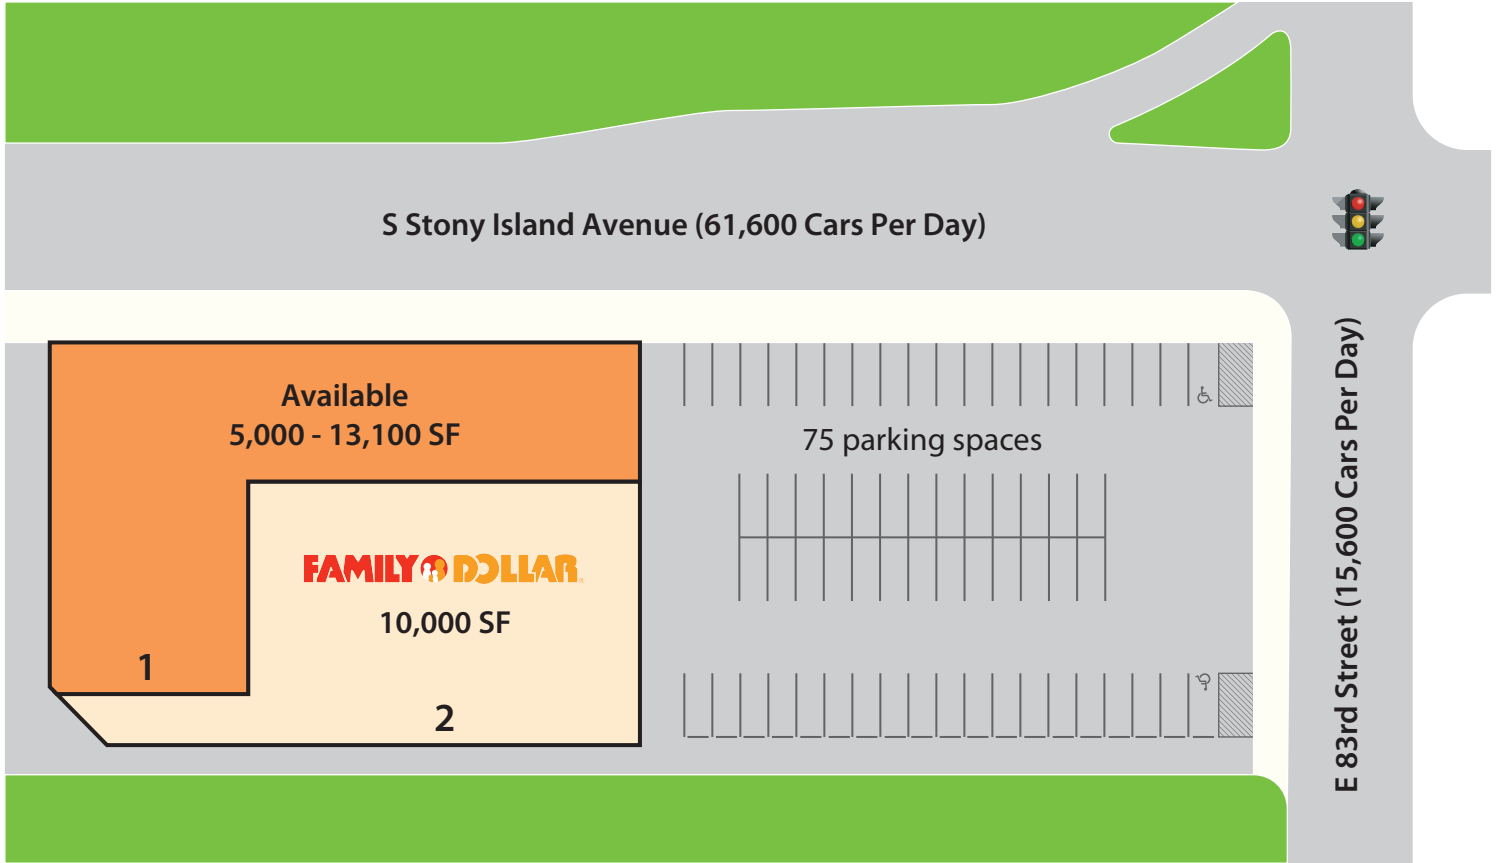 S Stony Island Avenue (61,600 Cars Per Day)
Available
5,000 - 13,100 SF
75 parking spaces
E 83rd Street (15,600 Cars Per Day)
FAMILY DOLLAR
10,000 SF
1
2